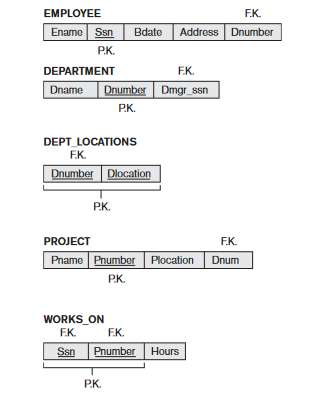 EMPLOYEE F.K.
Ename Ssn Bdate Address Dnumber
P.K.
DEPARTMENT F.K.
Dname Dnumber Dmgr_ssn
P.K.
DEPT_LOCATIONS
F.K.
Dnumber Dlocation
P.K.
PROJECT F.K.
Pname Pnumber Plocation Dnum
P.K.
WORKS_ON
F.K. F.K.
Ssn Pnumber Hours
P.K.